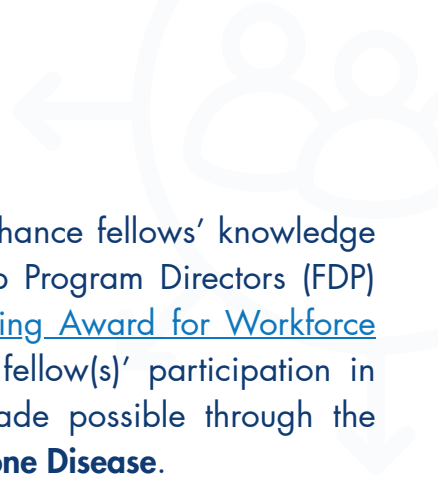 hance fellows’ knowledge
Program Directors (FDP)
ing Award for Workforce
fellow(s)’ participation in
ade possible through the
one Disease.